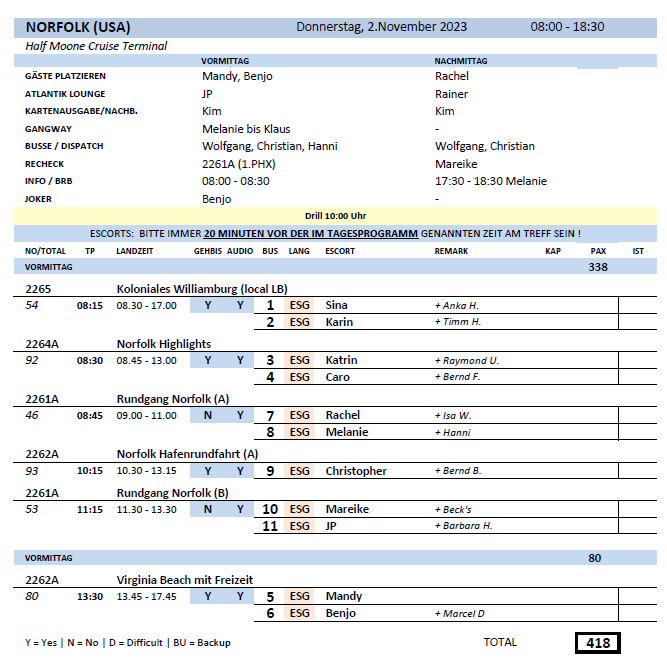 NORFOLK (USA) Donnerstag, 2.November 2023 08:00 - 18:30
Half Moone Cruise Terminal
VORMITTAG NACHMITTAG
GÄSTE PLATZIEREN Mandy, Benjo Rachel
ATLANTIK LOUNGE JP Rainer
KARTENAUSGABE/NACHB. Kim Kim
GANGWAY Melanie bis Klaus -
BUSSE / DISPATCH Wolfgang, Christian, Hanni Wolfgang, Christian
RECHECK 2261A (1.PHX) Mareike
INFO / BRB 08:00 - 08:30 17:30 - 18:30 Melanie
JOKER Benjo -
Drill 10:00 Uhr
ESCORTS: BITTE IMMER 20 MINUTEN VOR DER IM TAGESPROGRAMM GENANNTEN ZEIT AM TREFF SEIN !
NO/TOTAL TP LANDZEIT GEHBIS AUDIO BUS LANG ESCORT REMARK KAP PAX IST
VORMITTAG 338
2265 Koloniales Williamburg (local LB)
54 08:15 08.30 - 17.00 Y Y 1 ESG Sina + Anka H.
2 ESG Karin + Timm H.
2264A Norfolk Highlights
92 08:30 08.45 - 13.00 Y Y 3 ESG Katrin + Raymond U.
4 ESG Caro + Bernd F.
2261A Rundgang Norfolk (A)
46 08:45 09.00 - 11.00 N Y 7 ESG Rachel + Isa W.
8 ESG Melanie + Hanni
2262A Norfolk Hafenrundfahrt (A)
93 10:15 10.30 - 13.15 Y Y 9 ESG Christopher + Bernd B.
2261A Rundgang Norfolk (B)
53 11:15 11.30 - 13.30 N Y 10 ESG Mareike + Beck's
11 ESG JP + Barbara H.
VORMITTAG 80
2262A Virginia Beach mit Freizeit
80 13:30 13.45 - 17.45 Y Y 5 ESG Mandy
6 ESG Benjo + Marcel D
Y = Yes | N = No | D = Difficult | BU = Backup TOTAL 418